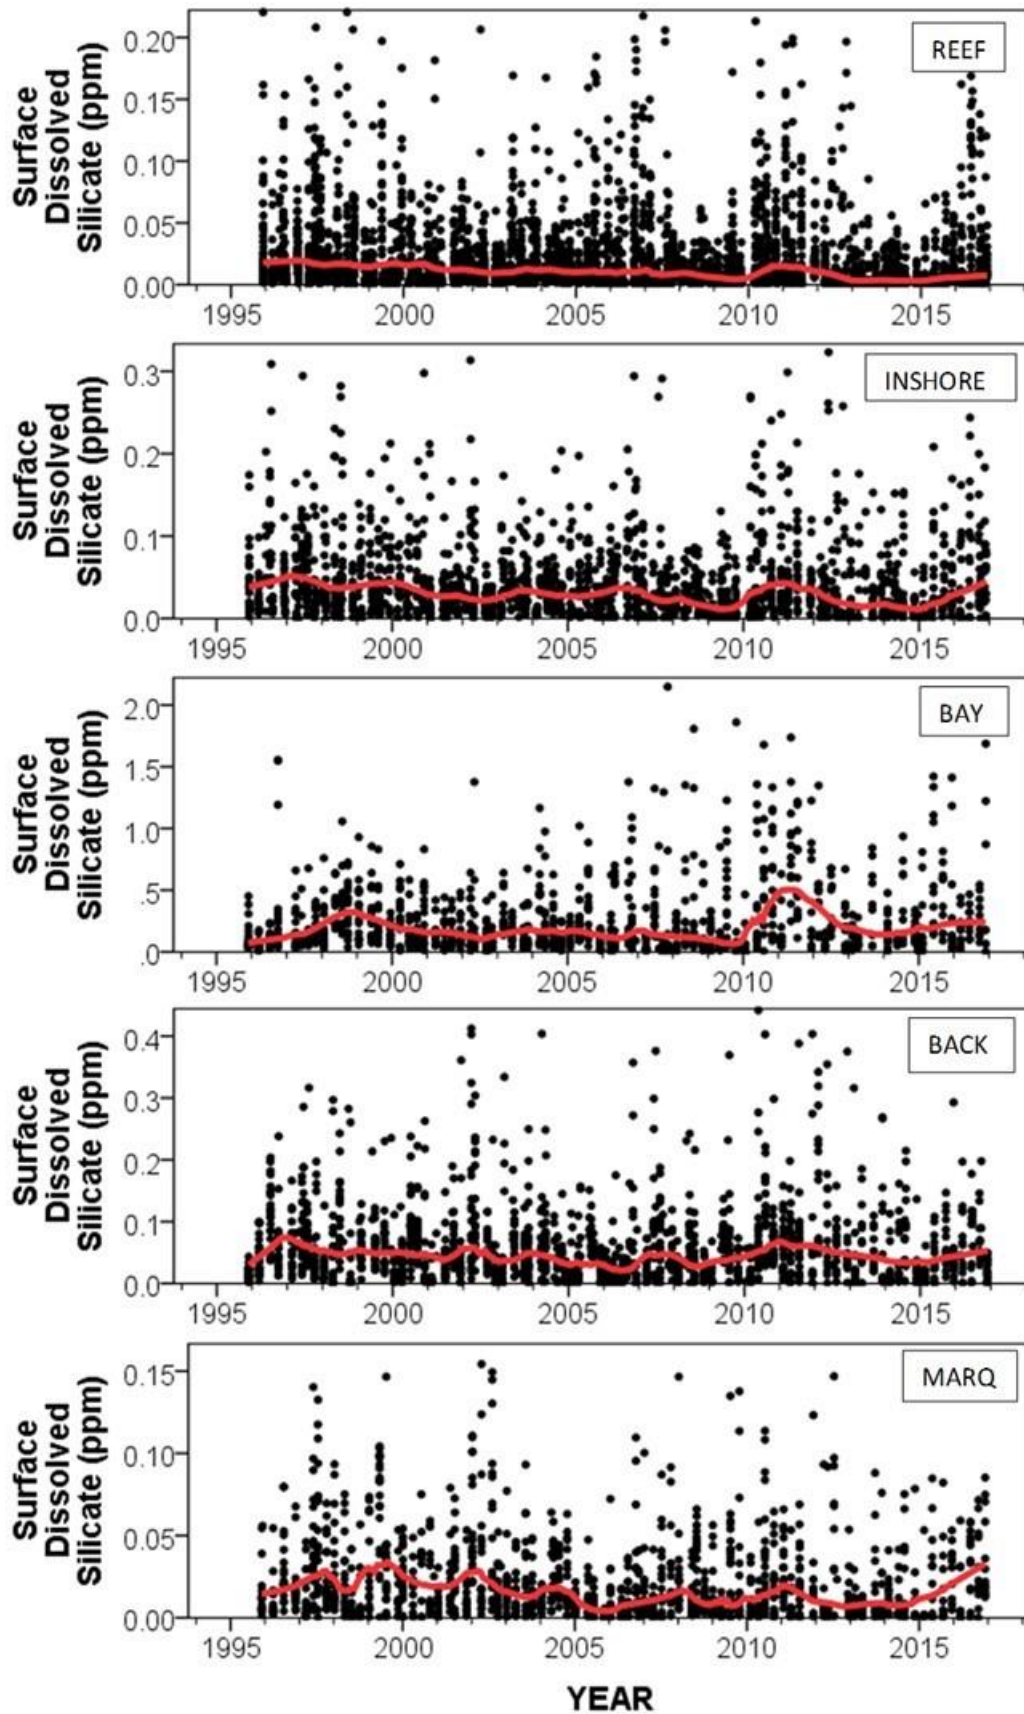 Surface
Dissolved
Silicate (ppm)
0.20
0.15
0.10
0.05
0.00
REEF
1995 2000 2005 2010 2015
Surface
Dissolved
Silicate (ppm)
0.3
0.2
0.1
0.0
INSHORE
1995 2000 2005 2010 2015
Surface
Dissolved
Silicate (ppm)
2.0
1.5
1.0
.5
.0
BAY
1995 2000 2005 2010 2015
Surface
Dissolved
Silicate (ppm)
0.4
0.3
0.2
0.1
0.0
BACK
1995 2000 2005 2010 2015
Surface
Dissolved
Silicate (ppm)
0.15
0.10
0.05
0.00
MARQ
1995 2000 2005 2010 2015
YEAR